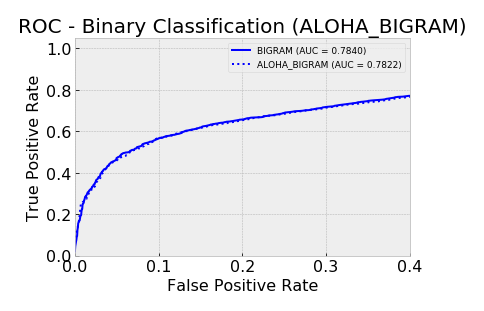 ROC - Binary Classification (ALOHA_BIGRAM)
BIGRAM (AUC = 0.7840)
ALOHA_BIGRAM (AUC = 0.7822)
1.0
0.8
0.6
0.4
0.2
0.0
True Positive Rate
0.0 0.1 0.2 0.3 0.4
False Positive Rate